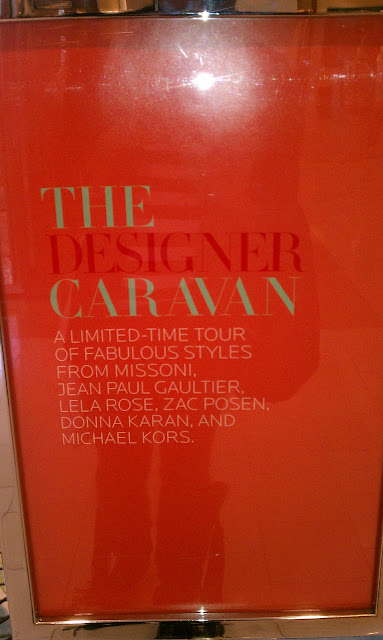 THE
DESIGNER
CARAVAN
A LIMITED-TIME TOUR
OF FABULOUS STYLES
FROM MISSONI,
JEAN PAUL GAULTIER,
LELA ROSE, ZAC POSEN,
DONNA KARAN, AND
MICHAEL KORS.